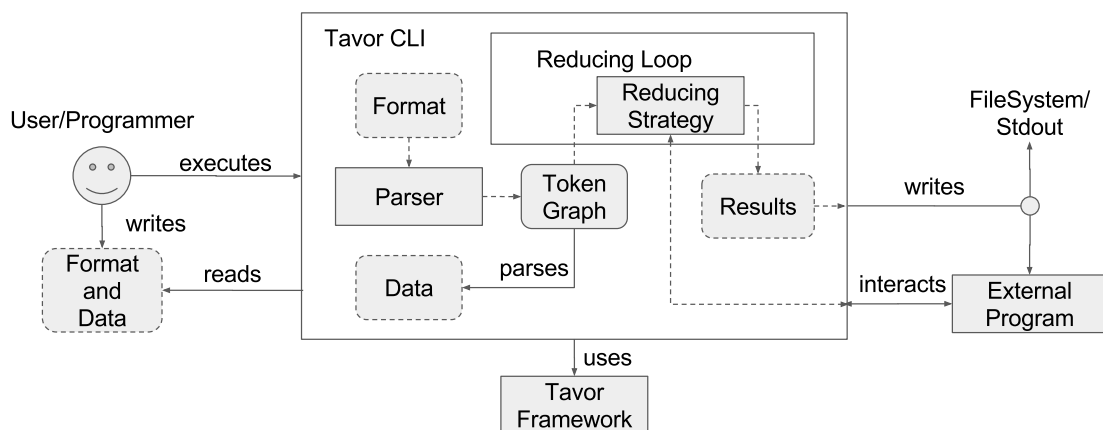 Tavor CLI
Reducing Loop
Format
Reducing
Strategy
FileSystem/
Stdout
User/Programmer
executes
Parser
Token
Graph
Results
writes
writes
Format
and
Data
reads
Data
parses
interacts
External
Program
uses
Tavor
Framework